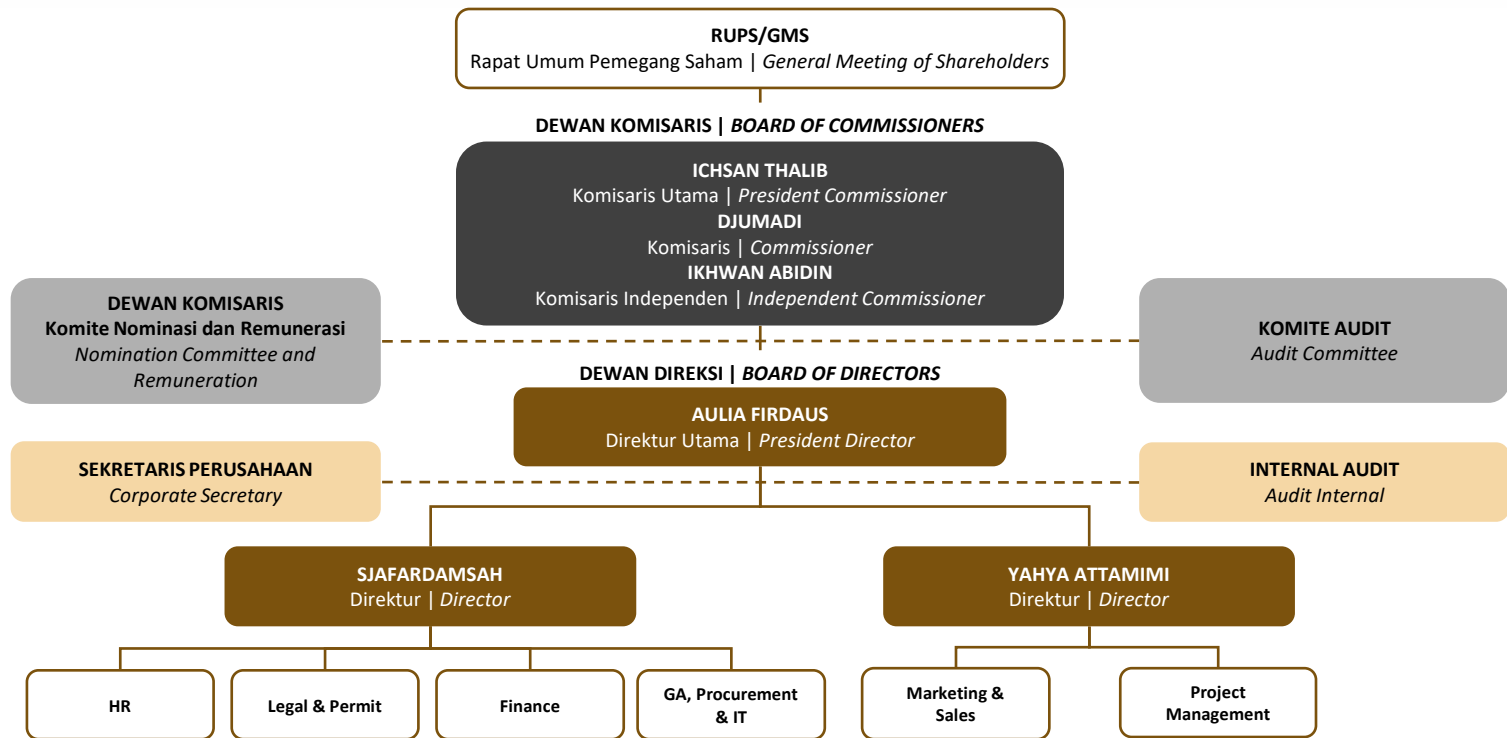 RUPS/GMS
Rapat Umum Pemegang Saham | General Meeting of Shareholders
DEWAN KOMISARIS | BOARD OF COMMISSIONERS
ICHSAN THALIB
Komisaris Utama | President Commissioner
DJUMADI
Komisaris | Commissioner
IKHWAN ABIDIN
Komisaris Independen | Independent Commissioner
DEWAN KOMISARIS
Komite Nominasi dan Remunerasi
Nomination Committee and
Remuneration
KOMITE AUDIT
Audit Committee
DEWAN DIREKSI | BOARD OF DIRECTORS
AULIA FIRDAUS
Direktur Utama | President Director
SEKRETARIS PERUSAHAAN
Corporate Secretary
INTERNAL AUDIT
Audit Internal
SJAFARDAMSAH
Direktur | Director
YAHYA ATTAMIMI
Direktur | Director
HR
Legal & Permit
Finance
GA, Procurement
& IT
Marketing &
Sales
Project
Management